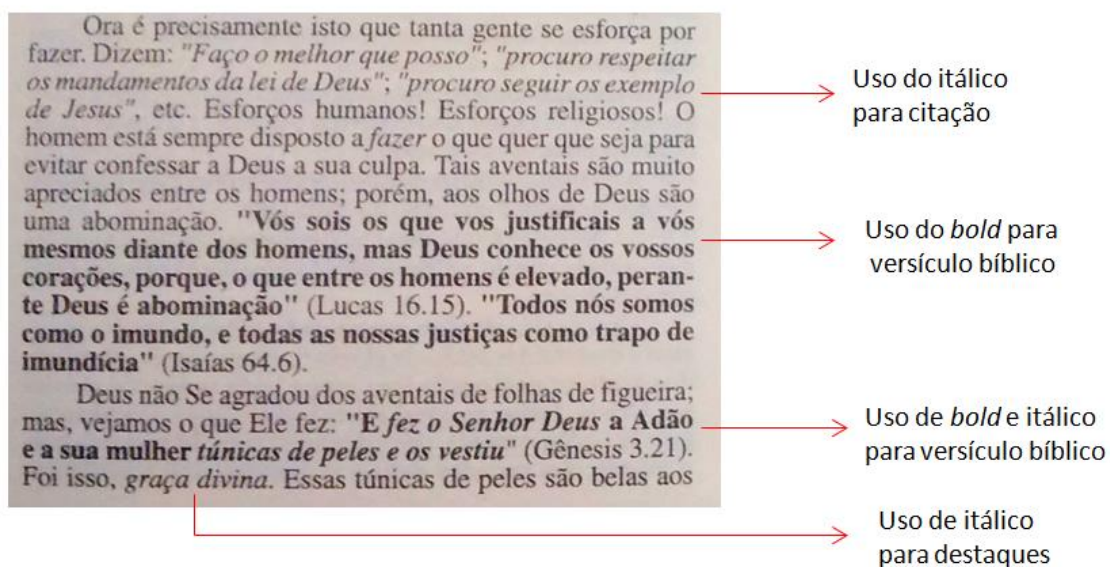 Ora é precisamente isto que tanta gente se esforça por
fazer. Dizem: "Faço o melhor que posso"; "procuro respeitar
os mandamentos da lei de Deus"; "procuro seguir os exemplo
de Jesus", etc. Esforços humanos! Esforços religiosos! O
homem está sempre disposto a fazer o que quer que seja para
evitar confessar a Deus a sua culpa. Tais aventais são muito
apreciados entre os homens; porém, aos olhos de Deus são
uma abominação. "Vós sois os que vos justificais a vós
mesmos diante dos homens, mas Deus conhece os vossos
corações, porque, o que entre os homens é elevado, peran-
te Deus é abominação" (Lucas 16.15). "Todos nós somos
como o imundo, e todas as nossas justiças como trapo de
imundícia" (Isaías 64.6).
Deus não Se agradou dos aventais de folhas de figueira;
mas, vejamos o que Ele fez: "E fez o Senhor Deus a Adão
e a sua mulher túnicas de peles e os vestiu" (Gênesis 3.21).
Foi isso, graça divina. Essas túnicas de peles são belas aos
Uso do itálico
para citação
Uso do bold para
versículo bíblico
Uso de bold e itálico
para versículo bíblico
Uso de itálico
para destaques